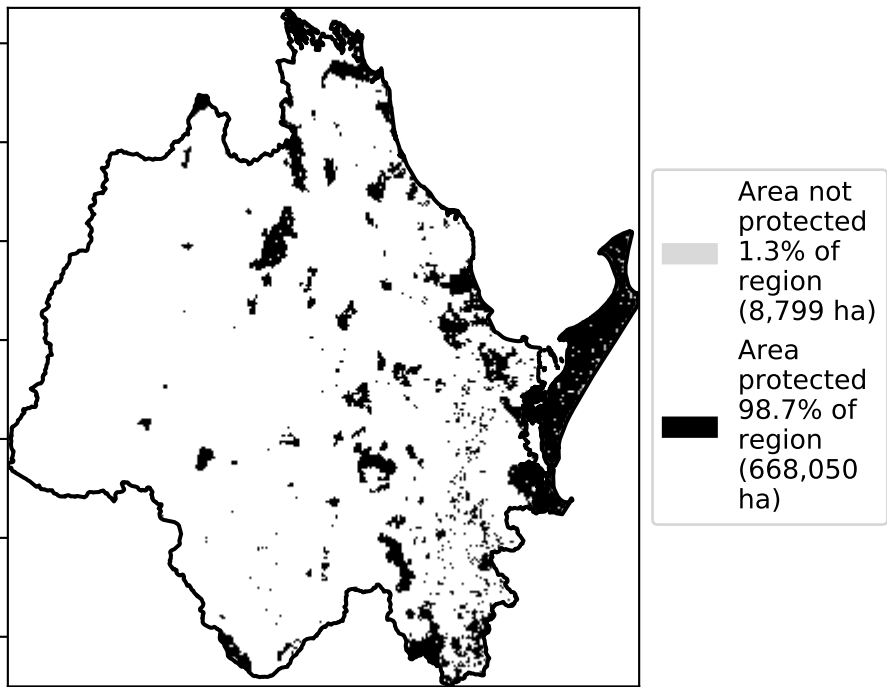 Area not
protected
1.3% of
region
(8,799 ha)
Area
protected
98.7% of
region
(668,050
ha)